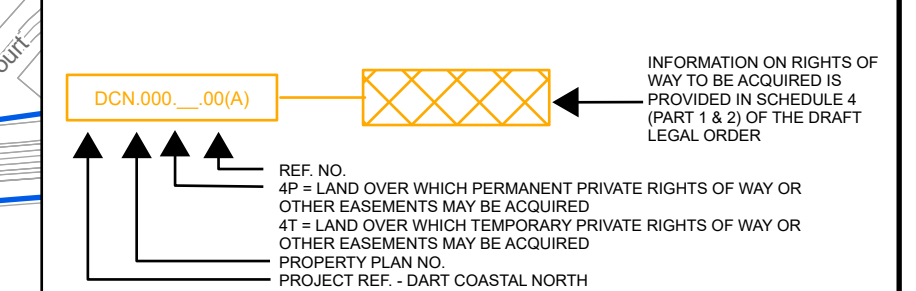 ourt
DCN.000.__.00(A)
INFORMATION ON RIGHTS OF
WAY TO BE ACQUIRED IS
PROVIDED IN SCHEDULE 4
(PART 1 & 2) OF THE DRAFT
LEGAL ORDER
REF. NO.
4P = LAND OVER WHICH PERMANENT PRIVATE RIGHTS OF WAY OR
OTHER EASEMENTS MAY BE ACQUIRED
4T = LAND OVER WHICH TEMPORARY PRIVATE RIGHTS OF WAY OR
OTHER EASEMENTS MAY BE ACQUIRED
PROPERTY PLAN NO.
PROJECT REF. - DART COASTAL NORTH